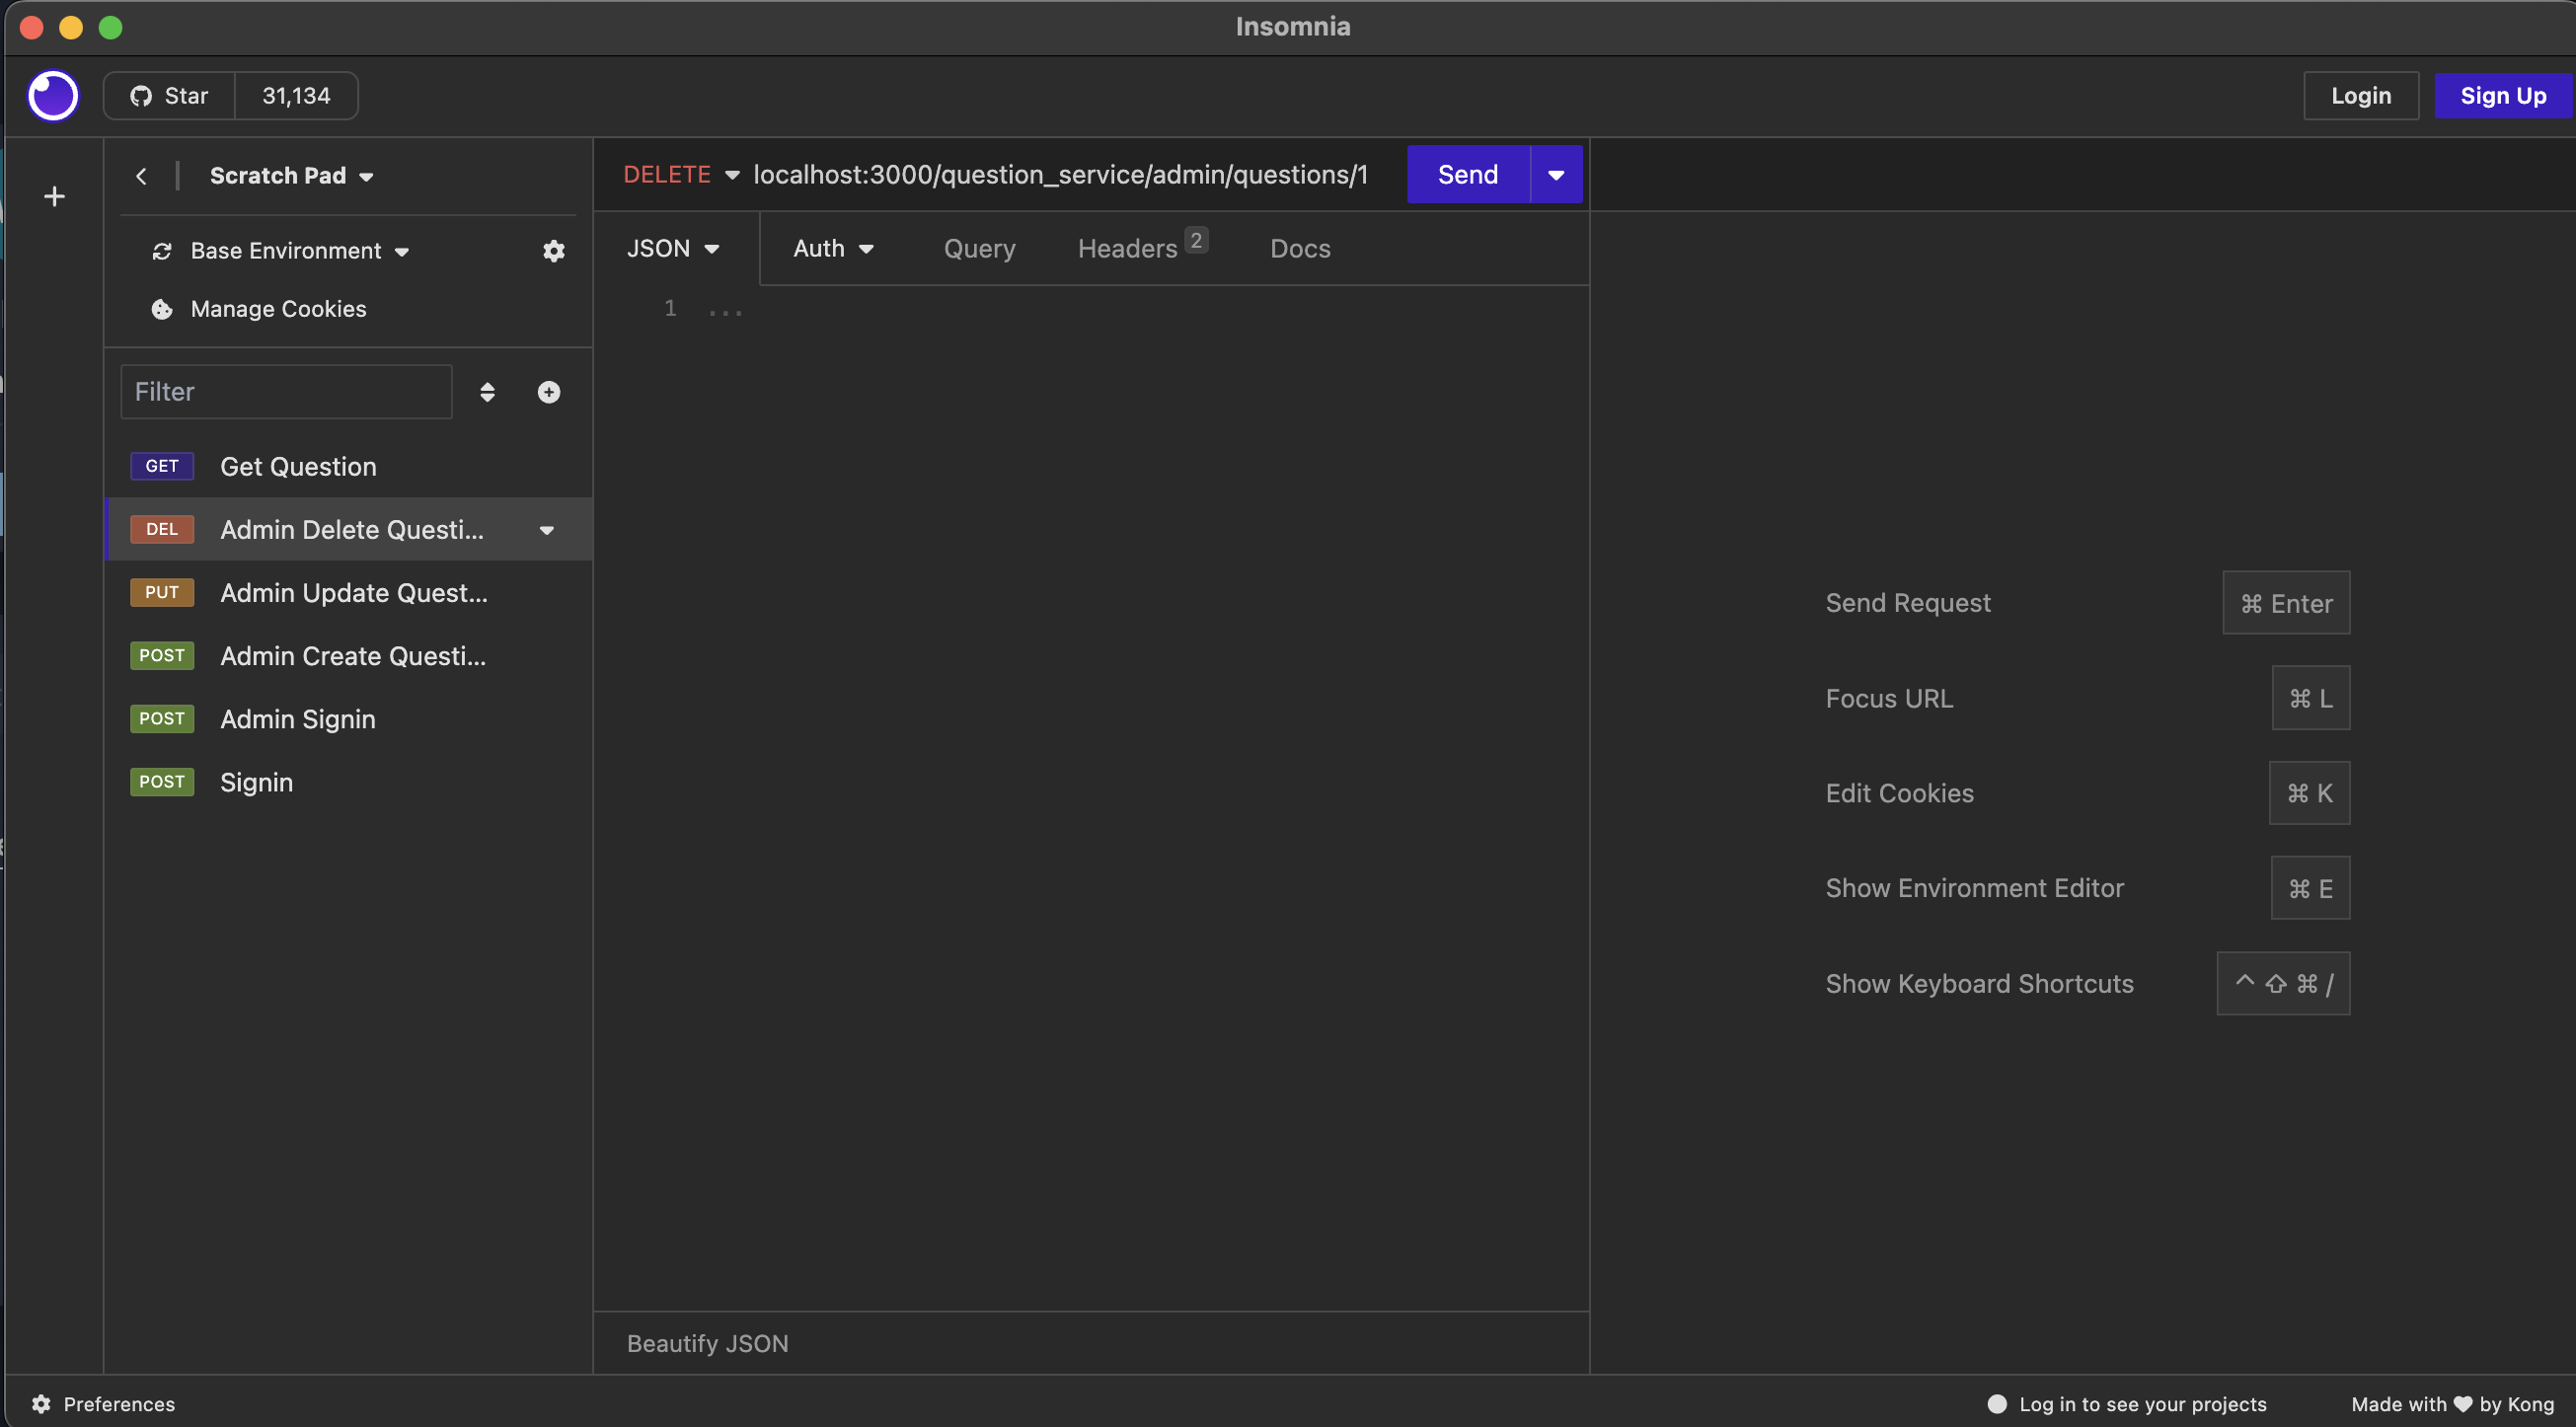 Insomnia
Star 31,134
Login Sign Up
Scratch Pad
Base Environment
Manage Cookies
Filter
GET Get Question
DEL Admin Delete Questi...
PUT Admin Update Quest...
POST Admin Create Questi...
POST Admin Signin
POST Signin
DELETE localhost:3000/question_service/admin/questions/1 Send
JSON Auth Query Headers 2 Docs
1 ...
Beautify JSON
Send Request ⌘ Enter
Focus URL ⌘ L
Edit Cookies ⌘ K
Show Environment Editor ⌘ E
Show Keyboard Shortcuts ^ ⇧ ⌘ /
Preferences
Log in to see your projects
Made with ♥ by Kong